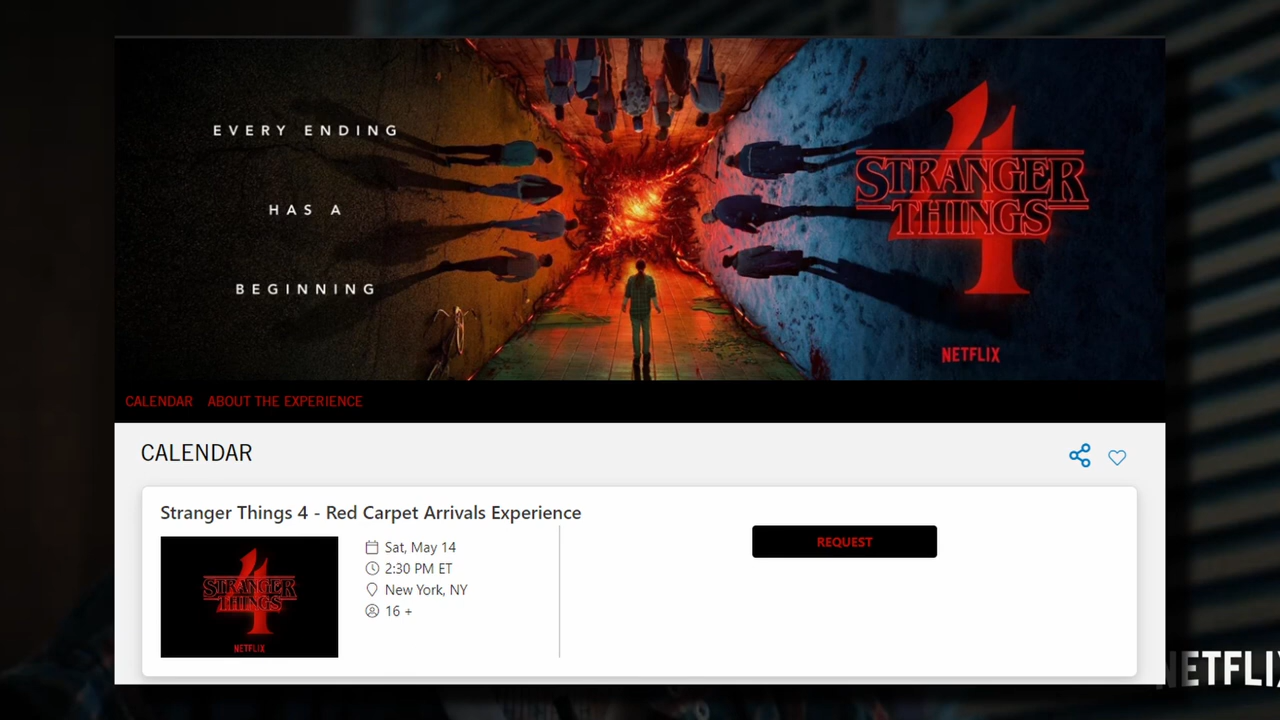 EVERY ENDING
HAS A
BEGINNING
4
STRANGER
THINGS
NETFLIX
CALENDAR ABOUT THE EXPERIENCE
CALENDAR
Stranger Things 4 - Red Carpet Arrivals Experience
4
STRANGER
THINGS
NETFLIX
Sat, May 14
2:30 PM ET
New York, NY
16 +
REQUEST
NETFLIX